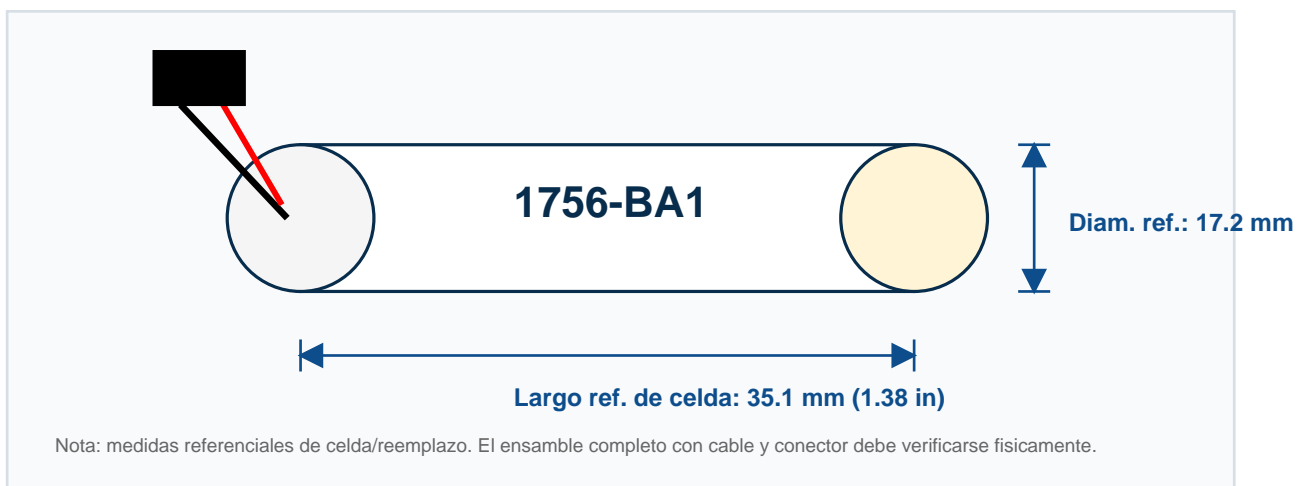 1756-BA1
Diam. ref.: 17.2 mm
Largo ref. de celda: 35.1 mm (1.38 in)
Nota: medidas referenciales de celda/reemplazo. El ensamble completo con cable y conector debe verificarse fisicamente.